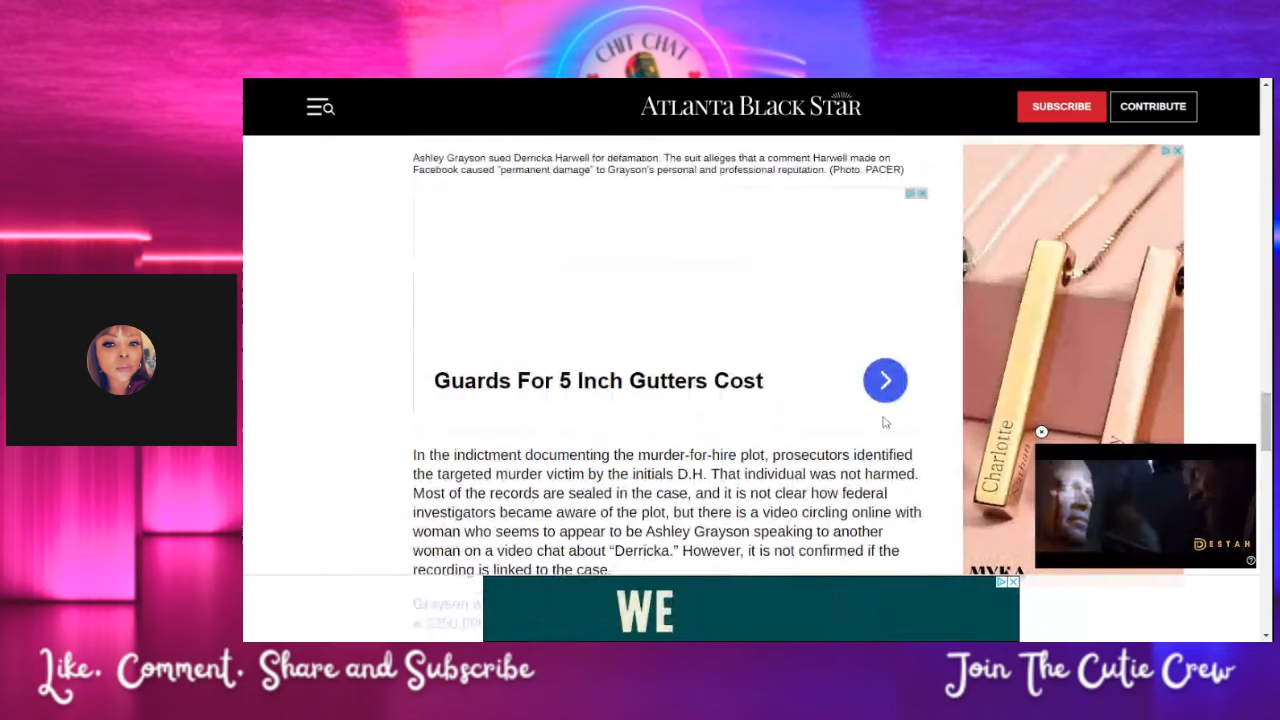 CHIT CHAT
ATLANTA BLACK STAR
SUBSCRIBE
CONTRIBUTE
Ashley Grayson sued Derricka Harwell for defamation. The suit alleges that a comment Harwell made on
Facebook caused "permanent damage" to Grayson's personal and professional reputation. (Photo: PACER)
Guards For 5 Inch Gutters Cost
In the indictment documenting the murder-for-hire plot, prosecutors identified
the targeted murder victim by the initials D.H. That individual was not harmed.
Most of the records are sealed in the case, and it is not clear how federal
investigators became aware of the plot, but there is a video circling online with
woman who seems to appear to be Ashley Grayson speaking to another
woman on a video chat about “Derricka.” However, it is not confirmed if the
recording is linked to the case.
Grayson is
Charlotte
DESTAH
MYKA
WE
Like. Comment. Share and Subscribe
Join The Cutie Crew